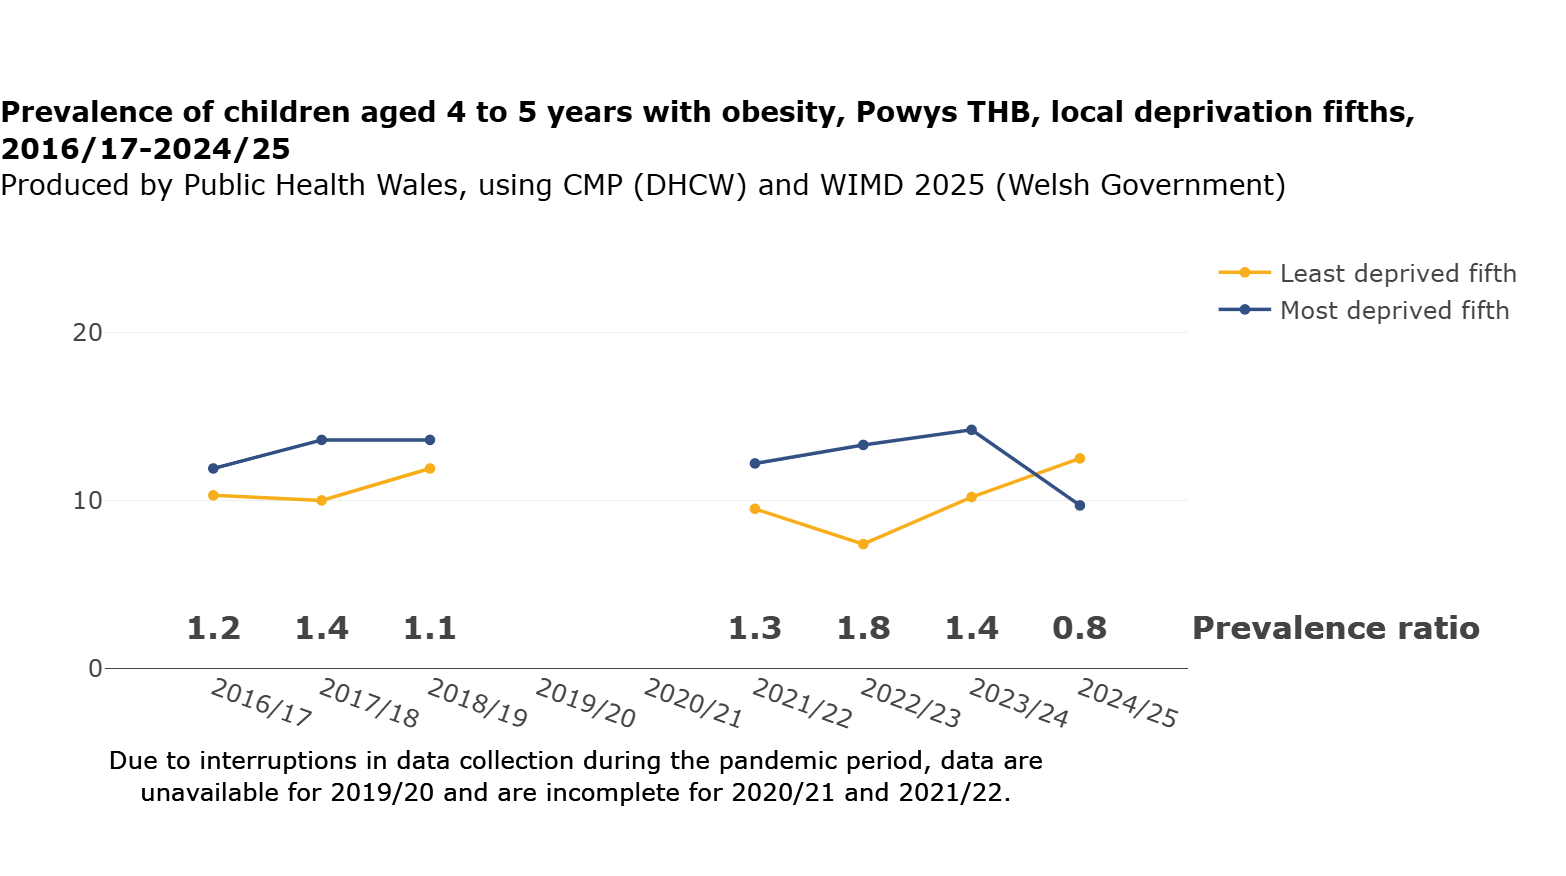 Prevalence of children aged 4 to 5 years with obesity, Powys THB, local deprivation fifths,
2016/17-2024/25
Produced by Public Health Wales, using CMP (DHCW) and WIMD 2025 (Welsh Government)
Least deprived fifth
Most deprived fifth
20
10
1.2 1.4 1.1 1.3 1.8 1.4 0.8 Prevalence ratio
0
2016/17 2017/18 2018/19 2019/20 2020/21 2021/22 2022/23 2023/24 2024/25
Due to interruptions in data collection during the pandemic period, data are
unavailable for 2019/20 and are incomplete for 2020/21 and 2021/22.